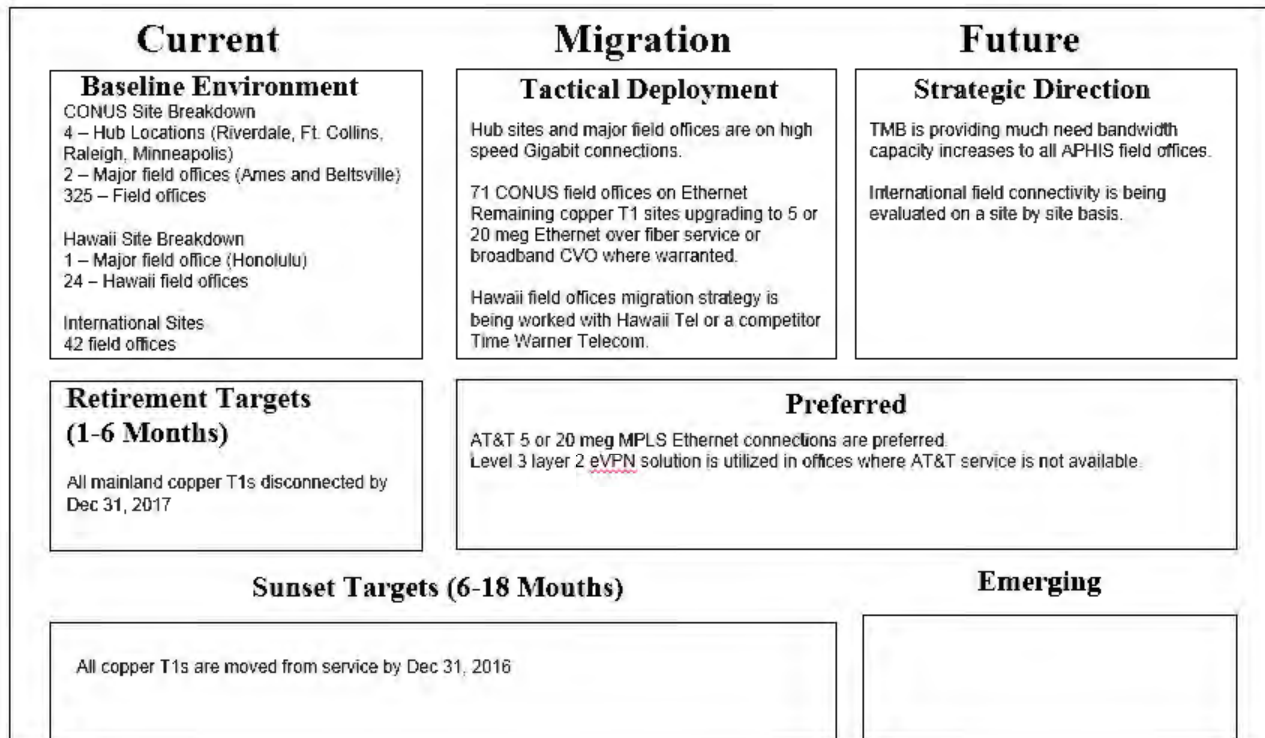 Current
Migration
Future
Baseline Environment
CONUS Site Breakdown
4 – Hub Locations (Riverdale, Ft. Collins,
Raleigh, Minneapolis)
2 – Major field offices (Ames and Beltsville)
325 – Field offices
Hawaii Site Breakdown
1 – Major field office (Honolulu)
24 – Hawaii field offices
International Sites
42 field offices
Tactical Deployment
Hub sites and major field offices are on high
speed Gigabit connections.
71 CONUS field offices on Ethernet
Remaining copper T1 sites upgrading to 5 or
20 meg Ethernet over fiber service or
broadband CVO where warranted.
Hawaii field offices migration strategy is
being worked with Hawaii Tel or a competitor
Time Warner Telecom.
Strategic Direction
TMB is providing much need bandwidth
capacity increases to all APHIS field offices.
International field connectivity is being
evaluated on a site by site basis.
Retirement Targets
(1-6 Months)
All mainland copper T1s disconnected by
Dec 31, 2017
Preferred
AT&T 5 or 20 meg MPLS Ethernet connections are preferred.
Level 3 layer 2 eVPN solution is utilized in offices where AT&T service is not available.
Sunset Targets (6-18 Months)
All copper T1s are moved from service by Dec 31, 2016
Emerging